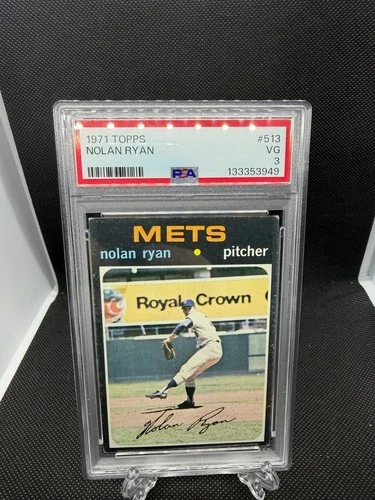 1971 TOPPS #513
NOLAN RYAN VG
3
PSA 133353949
METS
nolan ryan pitcher
Royal Crown
Nolan Ryan